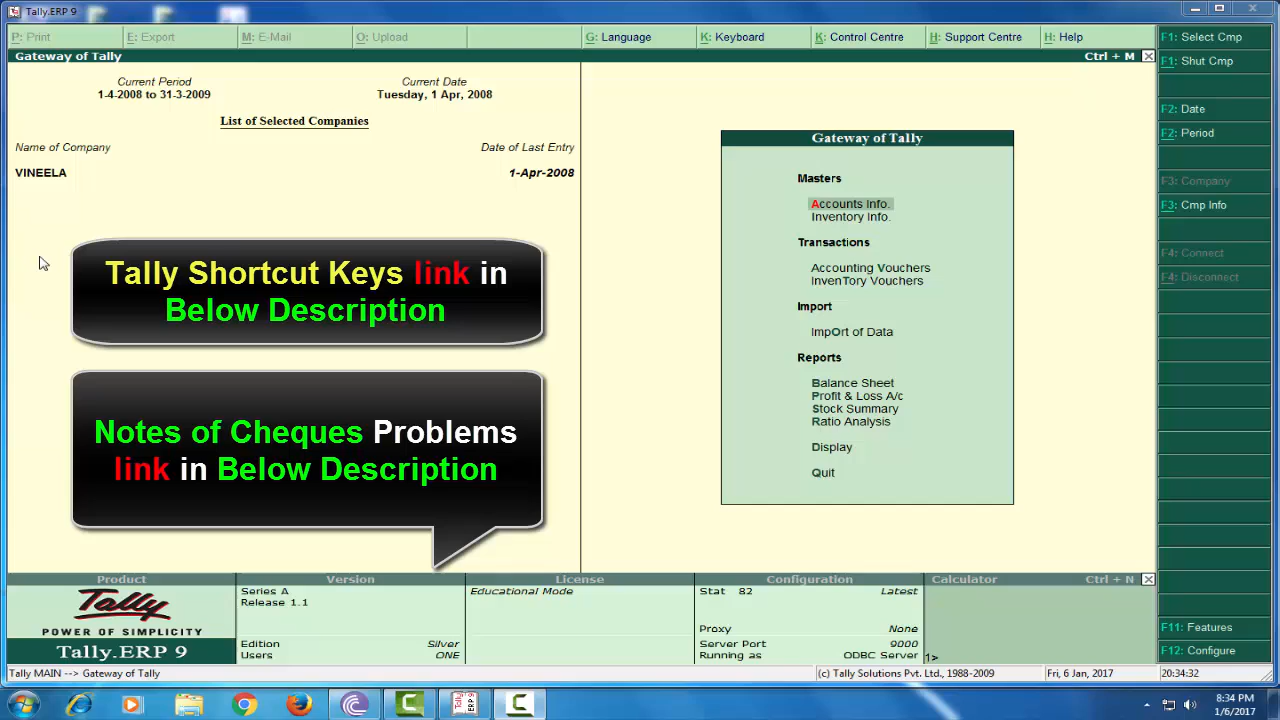 Tally.ERP 9
P: Print
E: Export
M: E-Mail
O: Upload
G: Language
K: Keyboard
K: Control Centre
H: Support Centre
H: Help
F1: Select Cmp
Gateway of Tally
Ctrl + M
F1: Shut Cmp
Current Period
1-4-2008 to 31-3-2009
Current Date
Tuesday, 1 Apr, 2008
F2: Date
List of Selected Companies
F2: Period
Name of Company
Date of Last Entry
VINEELA
1-Apr-2008
F3: Company
F3: Cmp Info
F4: Connect
F4: Disconnect
Gateway of Tally
Masters
Accounts Info.
Inventory Info.
Transactions
Accounting Vouchers
InvenTory Vouchers
Import
ImpOrt of Data
Reports
Balance Sheet
Profit & Loss A/c
Stock Summary
Ratio Analysis
Display
Quit
Tally Shortcut Keys link in
Below Description
Notes of Cheques Problems
link in Below Description
Product
Version
License
Configuration
Calculator
Ctrl + N
Tally
POWER OF SIMPLICITY
Tally.ERP 9
Series A
Release 1.1
Edition Silver
Users ONE
Educational Mode
Stat 82 Latest
Proxy None
Server Port 9000
Running as ODBC Server
1>
F11: Features
F12: Configure
Tally MAIN --> Gateway of Tally
(c) Tally Solutions Pvt. Ltd., 1988-2009
Fri, 6 Jan, 2017
20:34:32
8:34 PM
1/6/2017